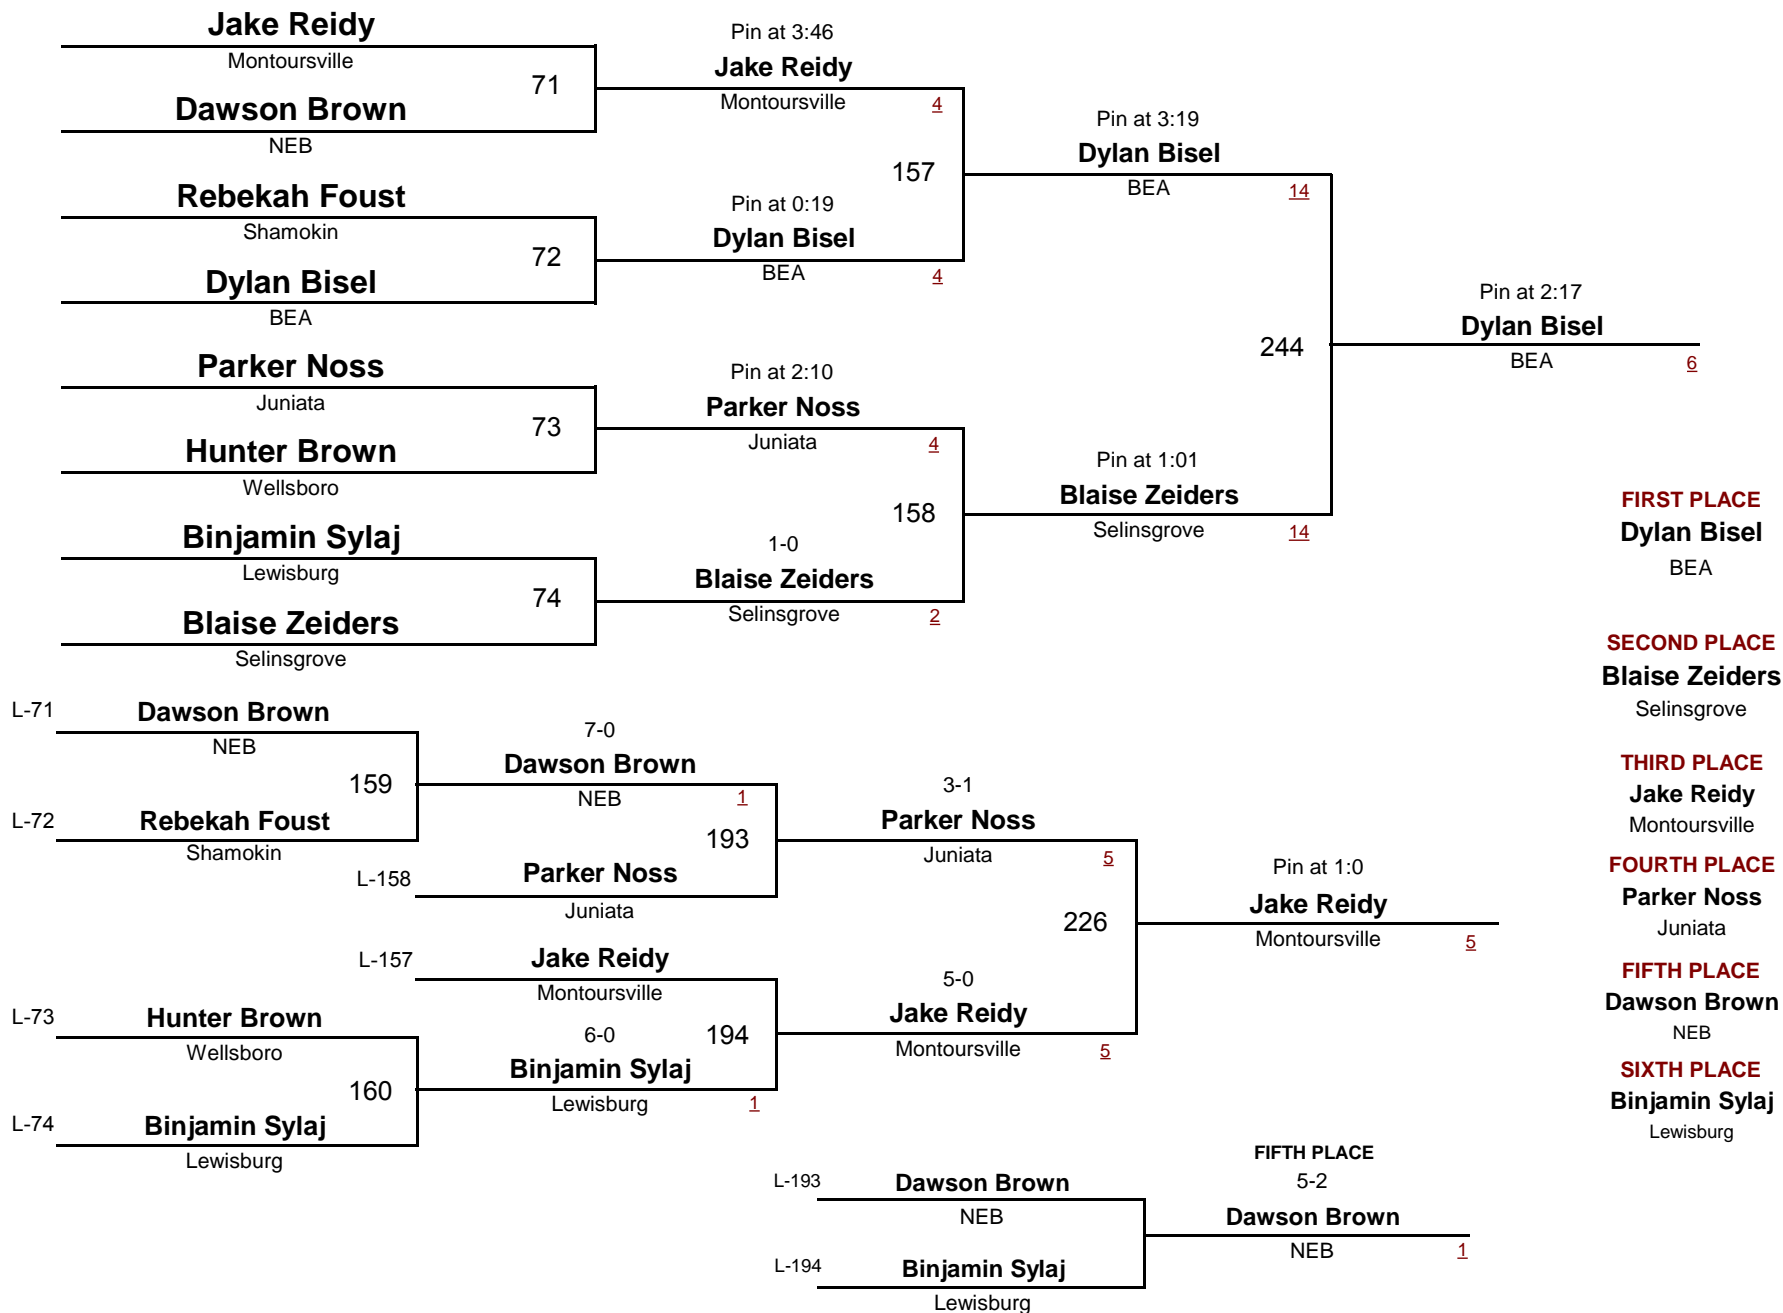 Jake Reidy
Montoursville
71
Dawson Brown
NEB
Rebekah Foust
Shamokin
72
Dylan Bisel
BEA
Parker Noss
Juniata
73
Hunter Brown
Wellsboro
Binjamin Sylaj
Lewisburg
74
Blaise Zeiders
Selinsgrove
Pin at 3:46
Jake Reidy
Montoursville 4
157
Pin at 0:19
Dylan Bisel
BEA 4
Pin at 2:10
Parker Noss
Juniata 4
158
1-0
Blaise Zeiders
Selinsgrove 2
Pin at 3:19
Dylan Bisel
BEA 14
244
Pin at 1:01
Blaise Zeiders
Selinsgrove 14
Pin at 2:17
Dylan Bisel
BEA 6
L-71 Dawson Brown
NEB
159
L-72 Rebekah Foust
Shamokin
7-0
Dawson Brown
NEB 1
193
L-158 Parker Noss
Juniata
L-157 Jake Reidy
Montoursville
194
L-73 Hunter Brown
Wellsboro
160
L-74 Binjamin Sylaj
Lewisburg
6-0
Binjamin Sylaj
Lewisburg 1
3-1
Parker Noss
Juniata 5
226
5-0
Jake Reidy
Montoursville 5
Pin at 1:0
Jake Reidy
Montoursville 5
L-193 Dawson Brown
NEB
L-194 Binjamin Sylaj
Lewisburg
FIFTH PLACE
5-2
Dawson Brown
NEB 1
FIRST PLACE
Dylan Bisel
BEA
SECOND PLACE
Blaise Zeiders
Selinsgrove
THIRD PLACE
Jake Reidy
Montoursville
FOURTH PLACE
Parker Noss
Juniata
FIFTH PLACE
Dawson Brown
NEB
SIXTH PLACE
Binjamin Sylaj
Lewisburg